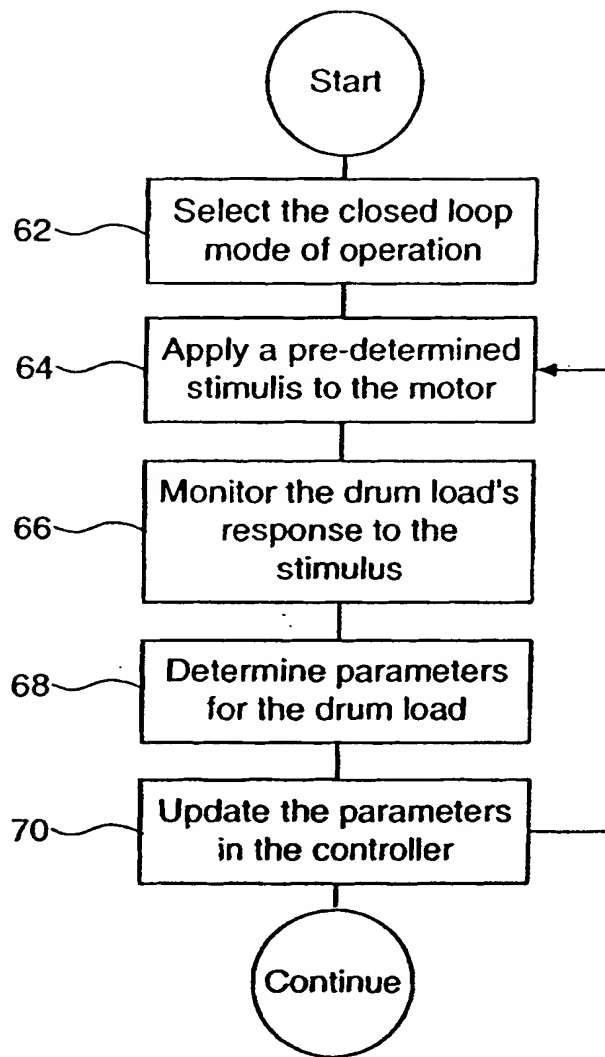 Start
62
Select the closed loop
mode of operation
64
Apply a pre-determined
stimulis to the motor
66
Monitor the drum load's
response to the
stimulus
68
Determine parameters
for the drum load
70
Update the parameters
in the controller
Continue